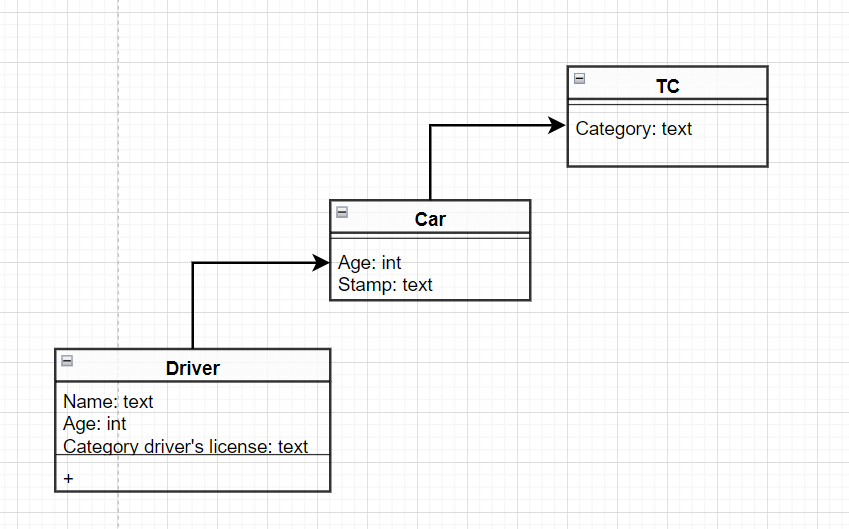 TC
Category: text
Car
Age: int
Stamp: text
Driver
Name: text
Age: int
Category driver's license: text
+